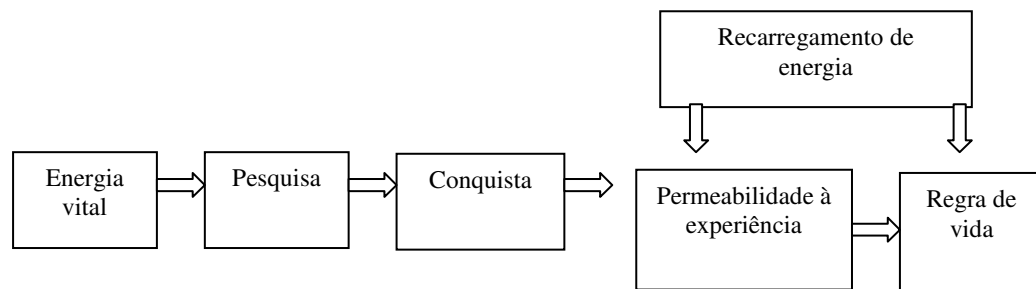 Recarregamento de
energia
Energia
vital
Pesquisa
Conquista
Permeabilidade à
experiência
Regra de
vida